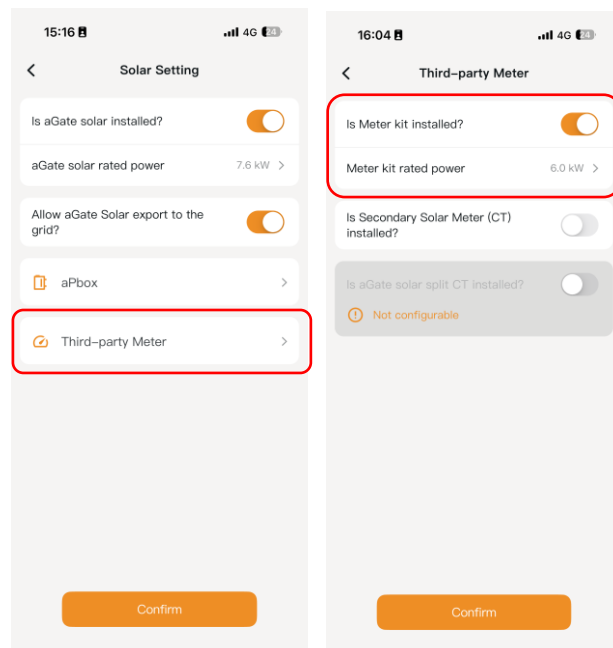 15:16
4G 24
Solar Setting
Is aGate solar installed?
aGate solar rated power 7.6 kW
Allow aGate Solar export to the
grid?
aPbox
Third-party Meter
Confirm
16:04
4G 24
Third-party Meter
Is Meter kit installed?
Meter kit rated power 6.0 kW
Is Secondary Solar Meter (CT)
installed?
Is aGate solar split CT installed?
Not configurable
Confirm